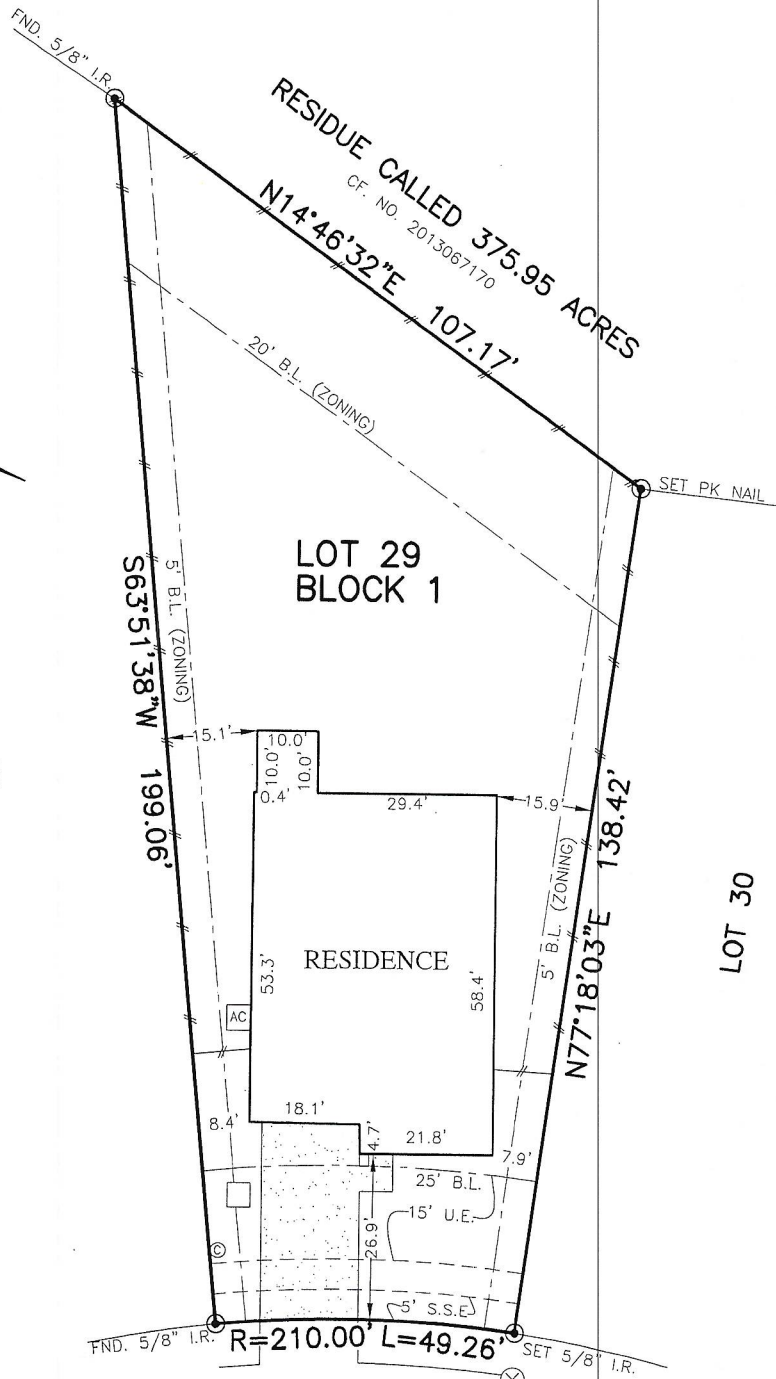 FND. 5/8" I.R.
RESIDUE CALLED 375.95 ACRES
CF. NO. 2013067170
N14°46'32"E 107.17'
20' B.L. (ZONING)
SET PK NAIL
LOT 29
BLOCK 1
5' B.L. (ZONING)
S63°51'38"W 199.06'
15.1'
10.0'
10.0'
10.0'
0.4'
29.4'
15.9'
N77°18'03"E 138.42'
5' B.L. (ZONING)
LOT 30
RESIDENCE
53.3'
58.4'
AC
18.1'
8.4'
4.7'
21.8'
7.9'
25' B.L.
15' U.E.
26.9'
C
5' S.S.E
FND. 5/8" I.R.
R=210.00' L=49.26'
SET 5/8" I.R.